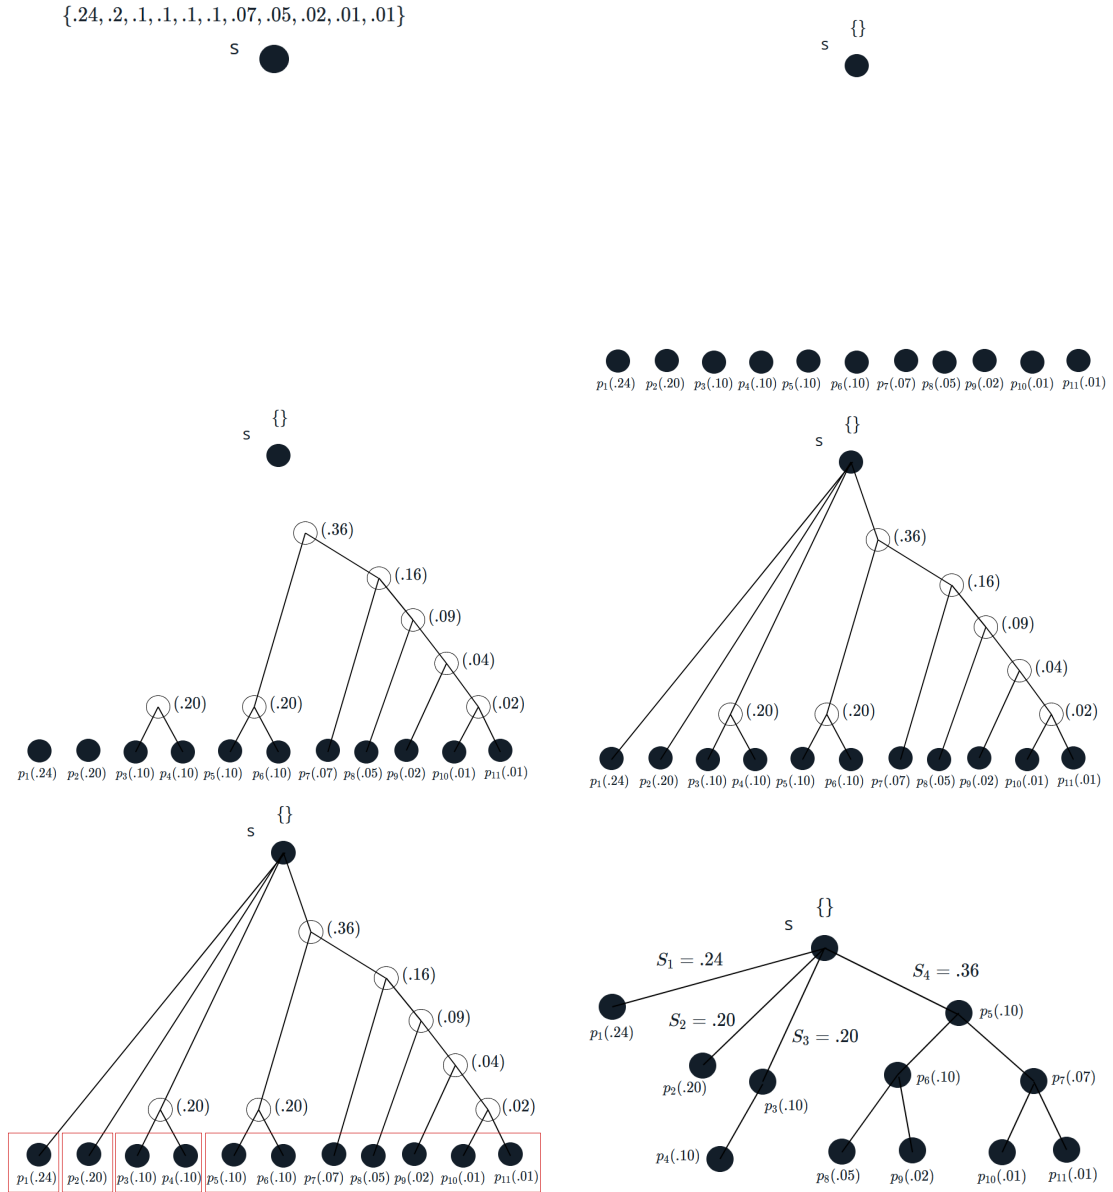 {.24, .2, .1, .1, .1, .1, .07, .05, .02, .01, .01}
s
{}
s
p₁(.24) p₂(.20) p₃(.10) p₄(.10) p₅(.10) p₆(.10) p₇(.07) p₈(.05) p₉(.02) p₁₀(.01) p₁₁(.01)
{}
s
(.36)
(.16)
(.09)
(.04)
(.20) (.20) (.02)
p₁(.24) p₂(.20) p₃(.10) p₄(.10) p₅(.10) p₆(.10) p₇(.07) p₈(.05) p₉(.02) p₁₀(.01) p₁₁(.01)
{}
s
(.36)
(.16)
(.09)
(.04)
(.20) (.20) (.02)
p₁(.24) p₂(.20) p₃(.10) p₄(.10) p₅(.10) p₆(.10) p₇(.07) p₈(.05) p₉(.02) p₁₀(.01) p₁₁(.01)
{}
s
(.36)
(.16)
(.09)
(.04)
(.20) (.20) (.02)
p₁(.24) p₂(.20) p₃(.10) p₄(.10) p₅(.10) p₆(.10) p₇(.07) p₈(.05) p₉(.02) p₁₀(.01) p₁₁(.01)
{}
s
S₁ = .24 S₄ = .36
p₁(.24) S₂ = .20 p₅(.10)
S₃ = .20
p₂(.20) p₃(.10) p₆(.10) p₇(.07)
p₄(.10) p₈(.05) p₉(.02) p₁₀(.01) p₁₁(.01)